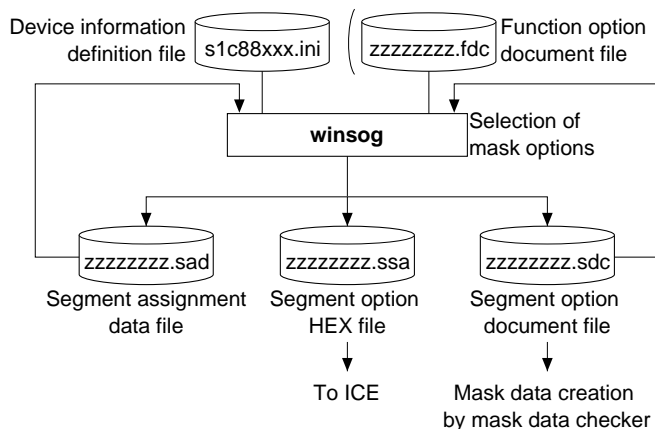 Device information
definition file
s1c88xxx.ini
(
zzzzzzzz.fdc
Function option
document file
winsog
Selection of
mask options
zzzzzzzz.sad
zzzzzzzz.ssa
zzzzzzzz.sdc
Segment assignment
data file
Segment option
HEX file
Segment option
document file
To ICE
Mask data creation
by mask data checker